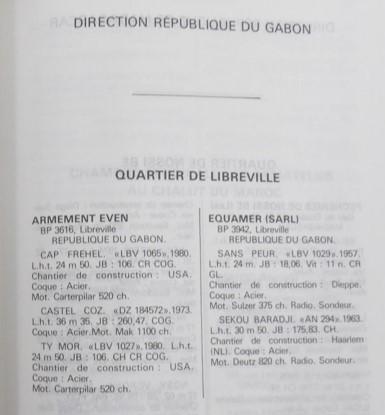 DIRECTION RÉPUBLIQUE DU GABON
QUARTIER DE LIBREVILLE
ARMEMENT EVEN
BP 3616, Libreville
REPUBLIQUE DU GABON.
CAP FREHEL. «LBV 1065».1980.
L.h.t. 24 m 50. JB : 106. CR COG.
Chantier de construction : USA.
Coque : Acier.
Mot. Carterpilar 520 ch.
CASTEL COZ. «DZ 184572».1973.
L.h.t. 36 m 35. JB : 260,47. COG.
Coque : Acier.Mot. Mak 1100 ch.
TY MOR. «LBV 1027».1980. L.h.t.
24 m 50. JB : 106. CH CR COG.
Chantier de construction : USA.
Coque : Acier.
Mot. Carterpilar 520 ch.
EQUAMER (SARL)
BP 3942, Libreville
REPUBLIQUE DU GABON.
SANS PEUR. «LBV 1029».1957.
L.h.t. 24 m. JB : 18,06. Vit : 11 n. CR
GL.
Chantier de construction : Dieppe.
Coque : Acier.
Mot. Sulzer 375 ch. Radio. Sondeur.
SEKOU BARADJI. «AN 294».1963.
L.h.t. 30 m 50. JB : 175,83. CH.
Chantier de construction : Haarlem
(NL). Coque : Acier.
Mot. Deutz 820 ch. Radio. Sondeur.